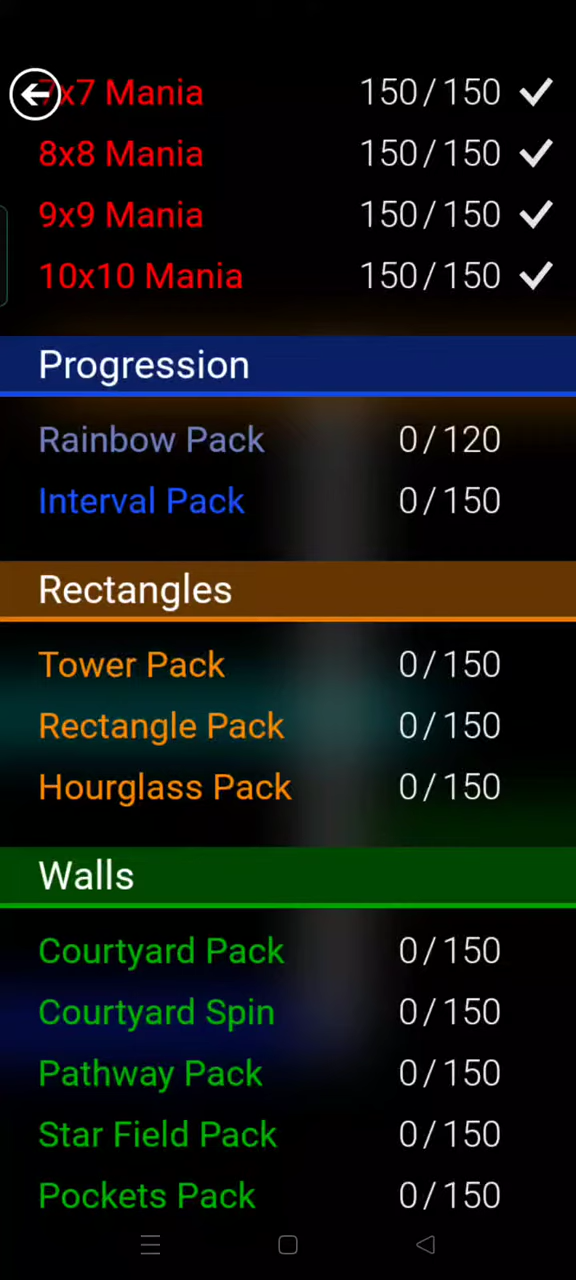 7x7 Mania 150/150
8x8 Mania 150/150
9x9 Mania 150/150
10x10 Mania 150/150
Progression
Rainbow Pack 0/120
Interval Pack 0/150
Rectangles
Tower Pack 0/150
Rectangle Pack 0/150
Hourglass Pack 0/150
Walls
Courtyard Pack 0/150
Courtyard Spin 0/150
Pathway Pack 0/150
Star Field Pack 0/150
Pockets Pack 0/150